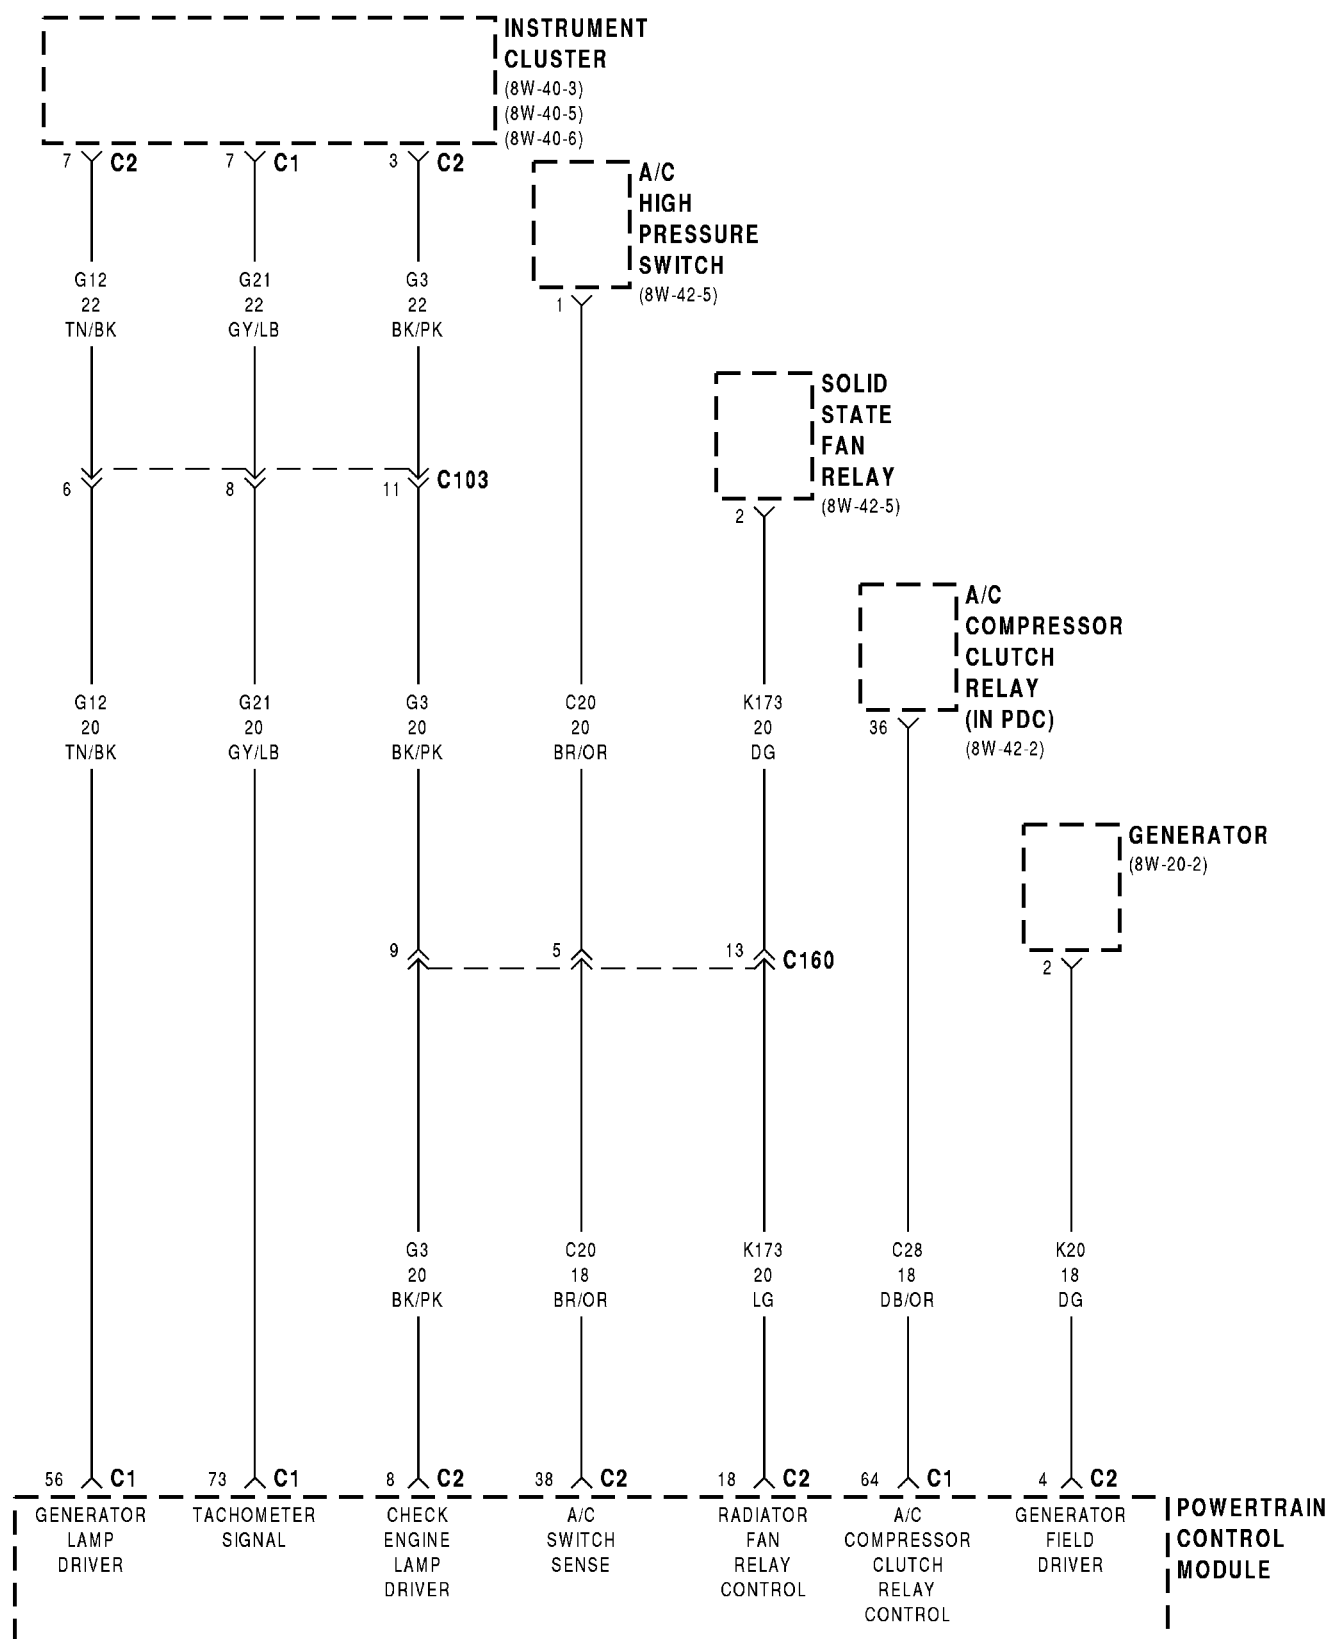 INSTRUMENT
CLUSTER
(8W-40-3)
(8W-40-5)
(8W-40-6)
7 C2 7 C1 3 C2
A/C
HIGH
PRESSURE
SWITCH
(8W-42-5)
1
G12 G21 G3
22 22 22
TN/BK GY/LB BK/PK
SOLID
STATE
FAN
RELAY
(8W-42-5)
2
6 8 11 C103
A/C
COMPRESSOR
CLUTCH
RELAY
(IN PDC)
(8W-42-2)
36
G12 G21 G3 C20 K173
20 20 20 20 20
TN/BK GY/LB BK/PK BR/OR DG
GENERATOR
(8W-20-2)
2
9 5 13 C160
G3 C20 K173 C28 K20
20 18 20 18 18
BK/PK BR/OR LG DB/OR DG
56 C1 73 C1 8 C2 38 C2 18 C2 64 C1 4 C2
GENERATOR
LAMP
DRIVER
TACHOMETER
SIGNAL
CHECK
ENGINE
LAMP
DRIVER
A/C
SWITCH
SENSE
RADIATOR
FAN
RELAY
CONTROL
A/C
COMPRESSOR
CLUTCH
RELAY
CONTROL
GENERATOR
FIELD
DRIVER
POWERTRAIN
CONTROL
MODULE